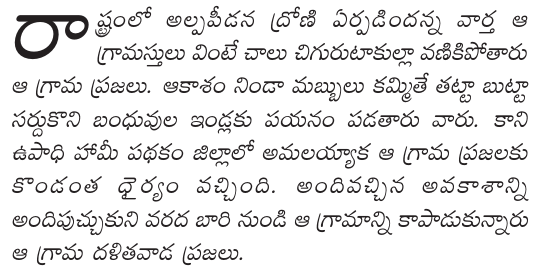 రాష్ట్రంలో అల్పపీడన ద్రోణి ఏర్పడిందన్న వార్త ఆ
గ్రామస్తులు వింటే చాలు చిగురుటాకుల్లా వణికిపోతారు
ఆ గ్రామ ప్రజలు. ఆకాశం నిండా మబ్బులు కమ్మితే తట్టా బుట్టా
సర్దుకొని బంధువుల ఇండ్లకు పయనం పడతారు వారు. కాని
ఉపాధి హామీ పథకం జిల్లాలో అమలయ్యాక ఆ గ్రామ ప్రజలకు
కొండంత ధైర్యం వచ్చింది. అందివచ్చిన అవకాశాన్ని
అందిపుచ్చుకుని వరద బారి నుండి ఆ గ్రామాన్ని కాపాడుకున్నారు
ఆ గ్రామ దళితవాడ ప్రజలు.